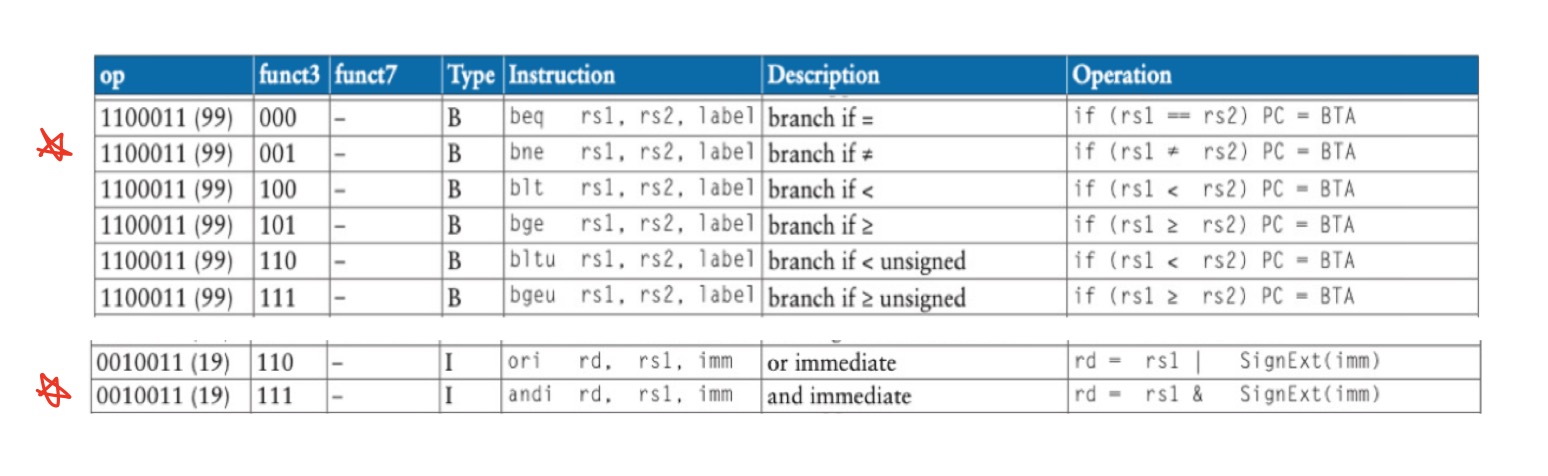 op funct3 funct7 Type Instruction Description Operation
1100011 (99) 000 – B beq rs1, rs2, label branch if = if (rs1 == rs2) PC = BTA
1100011 (99) 001 – B bne rs1, rs2, label branch if ≠ if (rs1 ≠ rs2) PC = BTA
1100011 (99) 100 – B blt rs1, rs2, label branch if < if (rs1 < rs2) PC = BTA
1100011 (99) 101 – B bge rs1, rs2, label branch if ≥ if (rs1 ≥ rs2) PC = BTA
1100011 (99) 110 – B bltu rs1, rs2, label branch if < unsigned if (rs1 < rs2) PC = BTA
1100011 (99) 111 – B bgeu rs1, rs2, label branch if ≥ unsigned if (rs1 ≥ rs2) PC = BTA
0010011 (19) 110 – I ori rd, rs1, imm or immediate rd = rs1 | SignExt(imm)
0010011 (19) 111 – I andi rd, rs1, imm and immediate rd = rs1 & SignExt(imm)